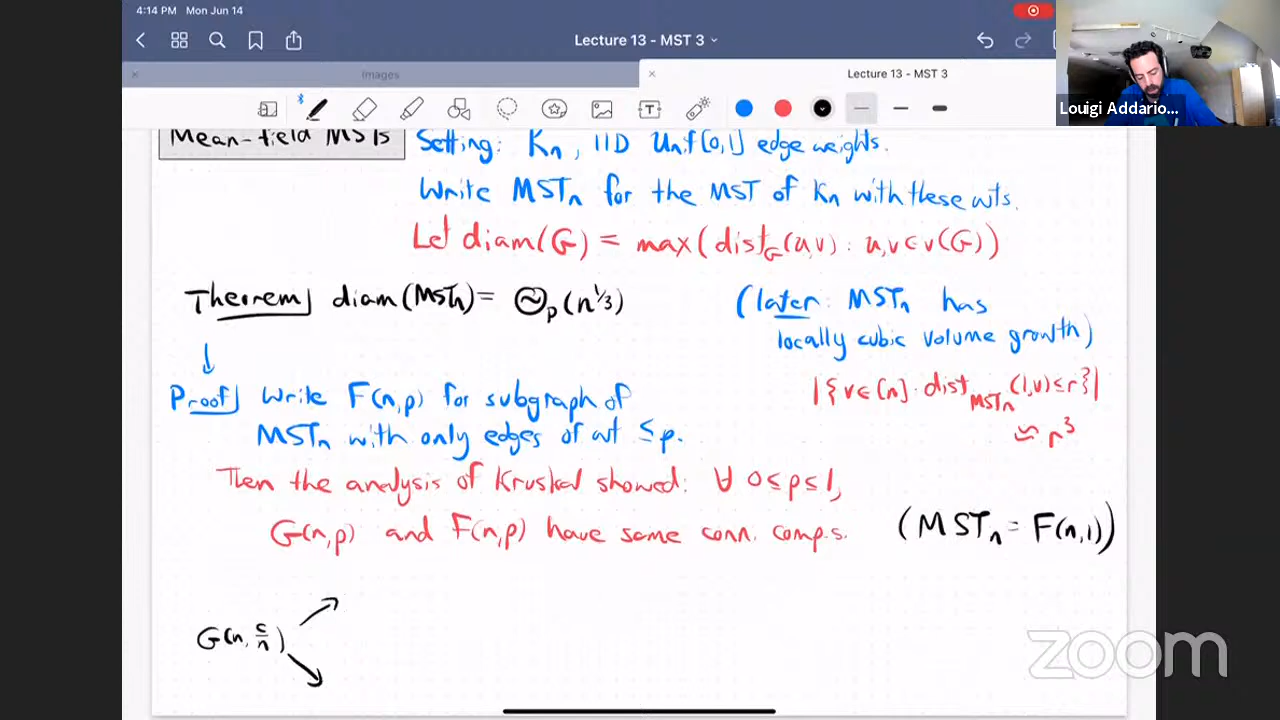 4:14 PM Mon Jun 14
Lecture 13 - MST 3
Images
Lecture 13 - MST 3
Louigi Addario...
Mean-field MSTs
Setting: Kn, IID Unif[0,1] edge weights.
Write MSTn for the MST of Kn with these wts.
Let diam(G) = max(dist_G(u,v) : u,v ∈ v(G))
Theorem] diam(MSTn) = Θ̃_p(n^1/3)
(later: MSTn has
locally cubic volume growth)
|{v∈[n]. dist_MSTn(1,v) ≤ r}|
≈ r^3
Proof] Write F(n,p) for subgraph of
MSTn with only edges of wt ≤ p.
Then the analysis of Kruskal showed: ∀ 0≤p≤1,
G(n,p) and F(n,p) have same conn. comps.
(MSTn = F(n,1))
G(n, c/n)
zoom